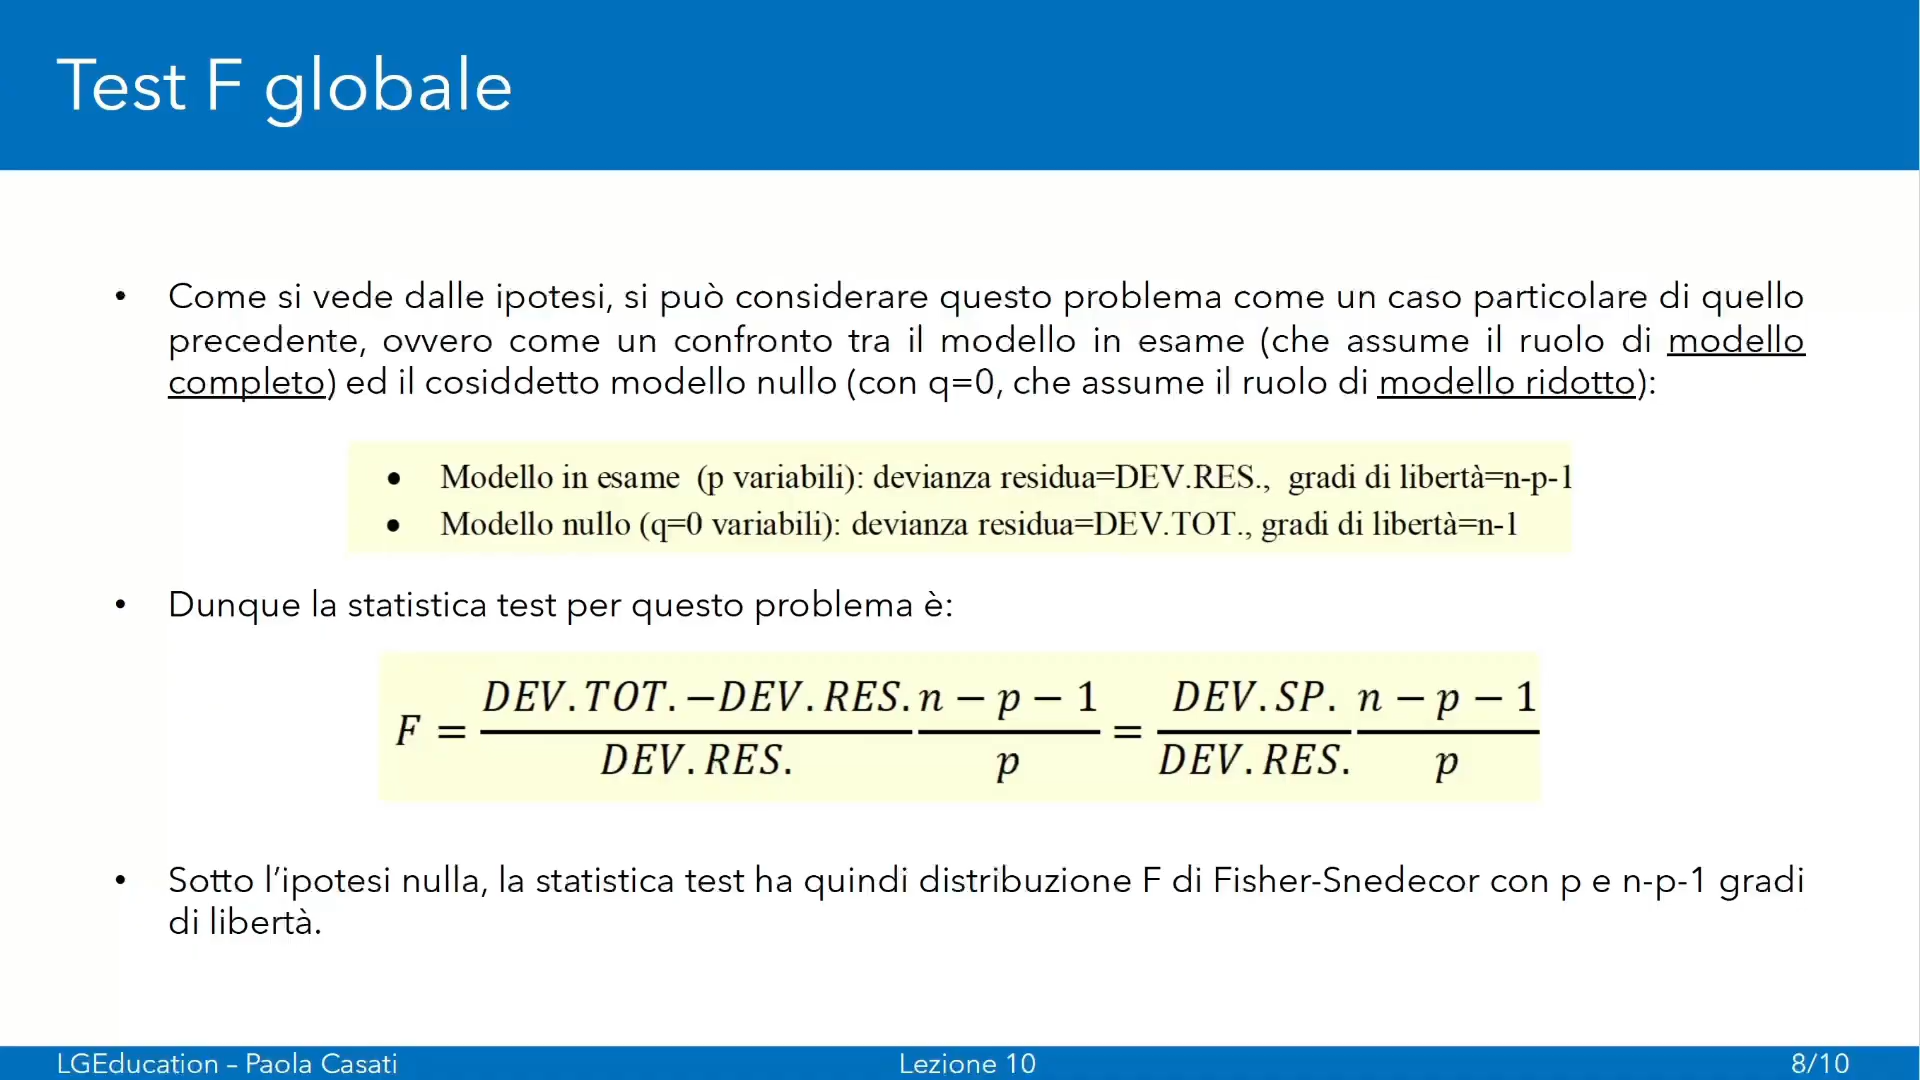 Test F globale
• Come si vede dalle ipotesi, si può considerare questo problema come un caso particolare di quello
precedente, ovvero come un confronto tra il modello in esame (che assume il ruolo di modello
completo) ed il cosiddetto modello nullo (con q=0, che assume il ruolo di modello ridotto):
• Modello in esame (p variabili): devianza residua=DEV.RES., gradi di libertà=n-p-1
• Modello nullo (q=0 variabili): devianza residua=DEV.TOT., gradi di libertà=n-1
• Dunque la statistica test per questo problema è:
F = \frac{DEV.TOT.-DEV.RES.}{DEV.RES.} \frac{n-p-1}{p} = \frac{DEV.SP.}{DEV.RES.} \frac{n-p-1}{p}
• Sotto l’ipotesi nulla, la statistica test ha quindi distribuzione F di Fisher-Snedecor con p e n-p-1 gradi
di libertà.
LGEducation – Paola Casati Lezione 10 8/10